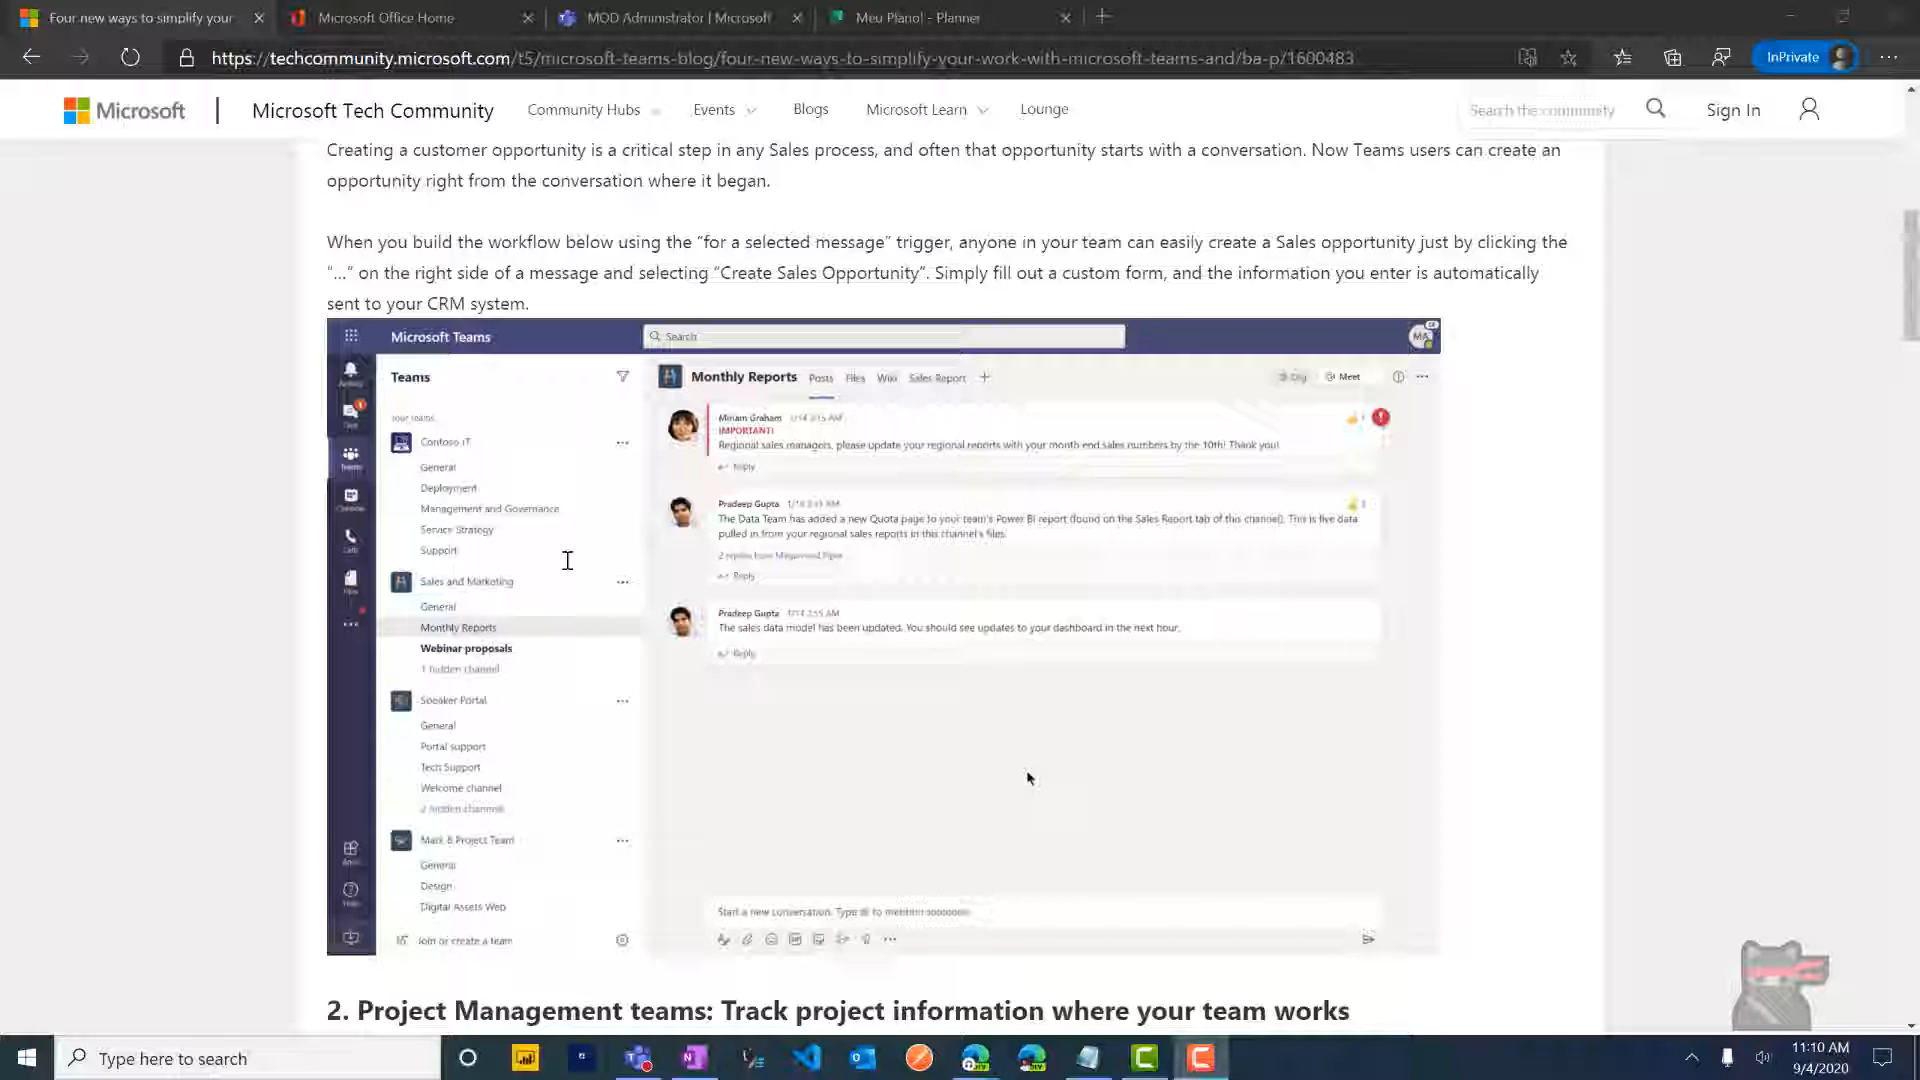 Four new ways to simplify your
Microsoft Office Home
MOD Administrator | Microsoft
Meu Plano! - Planner
https://techcommunity.microsoft.com/t5/microsoft-teams-blog/four-new-ways-to-simplify-your-work-with-microsoft-teams-and/ba-p/1600483
InPrivate
Microsoft
Microsoft Tech Community
Community Hubs
Events
Blogs
Microsoft Learn
Lounge
Search the community
Sign In
Creating a customer opportunity is a critical step in any Sales process, and often that opportunity starts with a conversation. Now Teams users can create an
opportunity right from the conversation where it began.
When you build the workflow below using the “for a selected message” trigger, anyone in your team can easily create a Sales opportunity just by clicking the
“...” on the right side of a message and selecting “Create Sales Opportunity”. Simply fill out a custom form, and the information you enter is automatically
sent to your CRM system.
Microsoft Teams
Search
MA
Teams
Your teams
Contoso IT
General
Deployment
Management and Governance
Service Strategy
Support
Sales and Marketing
General
Monthly Reports
Webinar proposals
1 hidden channel
Speaker Portal
General
Portal support
Tech Support
Welcome channel
2 hidden channels
Mark 8 Project Team
General
Design
Digital Assets Web
Join or create a team
Monthly Reports
Posts
Files
Wiki
Sales Report
Meet
Miriam Graham
IMPORTANT!
Regional sales managers, please update your regional reports with your month end sales numbers by the 10th! Thank you!
Reply
Pradeep Gupta
The Data Team has added a new Quota page to your team's Power BI report (found on the Sales Report tab of this channel). This is live data
pulled in from your regional sales reports in this channel's files.
2 replies from Megan and
Reply
Pradeep Gupta 1/14 2:55 AM
The sales data model has been updated. You should see updates to your dashboard in the next hour.
Reply
Start a new conversation. Type @ to mention someone.
2. Project Management teams: Track project information where your team works
Type here to search
11:10 AM
9/4/2020